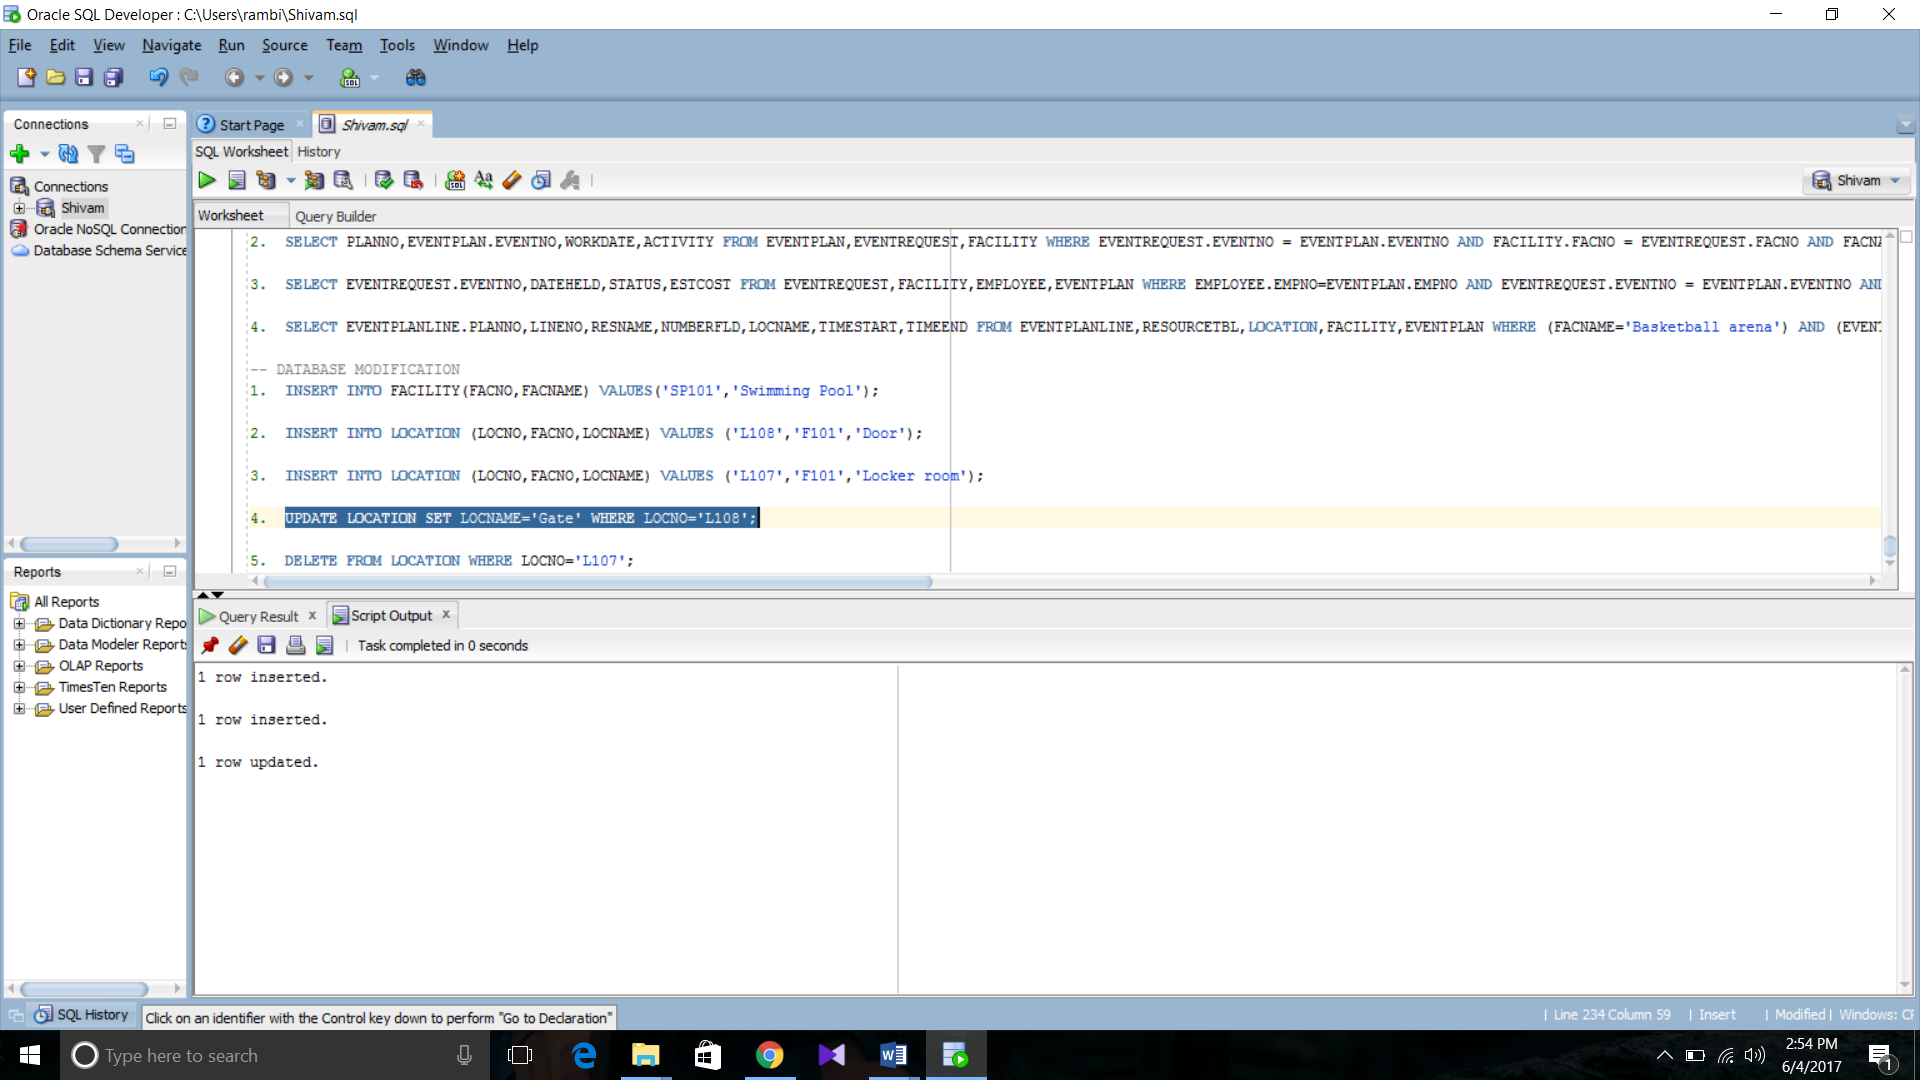 Oracle SQL Developer : C:\Users\rambi\Shivam.sql
File Edit View Navigate Run Source Team Tools Window Help
Connections
Start Page
Shivam.sql
SQL Worksheet History
Connections
Shivam
Oracle NoSQL Connection
Database Schema Service
Shivam
Worksheet Query Builder
2. SELECT PLANNO,EVENTPLAN.EVENTNO,WORKDATE,ACTIVITY FROM EVENTPLAN,EVENTREQUEST,FACILITY WHERE EVENTREQUEST.EVENTNO = EVENTPLAN.EVENTNO AND FACILITY.FACNO = EVENTREQUEST.FACNO AND FACNA
3. SELECT EVENTREQUEST.EVENTNO,DATEHELD,STATUS,ESTCOST FROM EVENTREQUEST,FACILITY,EMPLOYEE,EVENTPLAN WHERE EMPLOYEE.EMPNO=EVENTPLAN.EMPNO AND EVENTREQUEST.EVENTNO = EVENTPLAN.EVENTNO AND
4. SELECT EVENTPLANLINE.PLANNO,LINENO,RESNAME,NUMBERFLD,LOCNAME,TIMESTART,TIMEEND FROM EVENTPLANLINE,RESOURCETBL,LOCATION,FACILITY,EVENTPLAN WHERE (FACNAME='Basketball arena') AND (EVENT
-- DATABASE MODIFICATION
1. INSERT INTO FACILITY(FACNO,FACNAME) VALUES('SP101','Swimming Pool');
2. INSERT INTO LOCATION (LOCNO,FACNO,LOCNAME) VALUES ('L108','F101','Door');
3. INSERT INTO LOCATION (LOCNO,FACNO,LOCNAME) VALUES ('L107','F101','Locker room');
4. UPDATE LOCATION SET LOCNAME='Gate' WHERE LOCNO='L108';
5. DELETE FROM LOCATION WHERE LOCNO='L107';
Reports
All Reports
Data Dictionary Repo
Data Modeler Reports
OLAP Reports
TimesTen Reports
User Defined Reports
Query Result x
Script Output x
Task completed in 0 seconds
1 row inserted.
1 row inserted.
1 row updated.
SQL History
Click on an identifier with the Control key down to perform "Go to Declaration"
| Line 234 Column 59 | Insert | Modified | Windows: CF
Type here to search
2:54 PM
6/4/2017
1